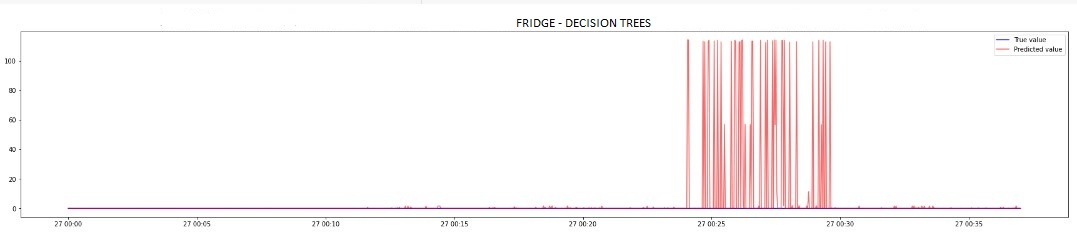 FRIDGE - DECISION TREES
True value
Predicted value
100
80
60
40
20
0
27 00:00 27 00:05 27 00:10 27 00:15 27 00:20 27 00:25 27 00:30 27 00:35